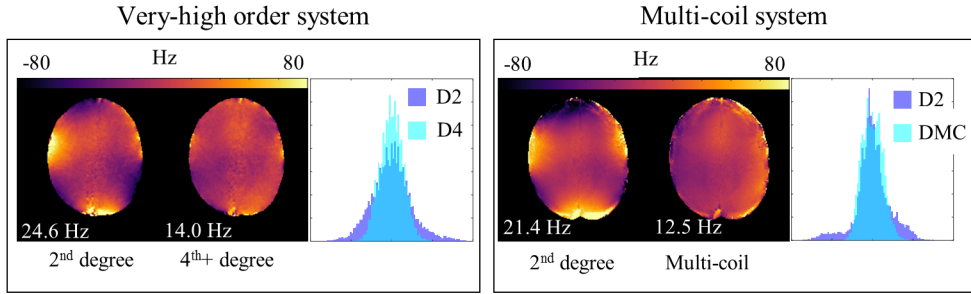 Very-high order system
Hz
-80 80
D2
D4
24.6 Hz 14.0 Hz
2nd degree 4th+ degree
Multi-coil system
Hz
-80 80
D2
DMC
21.4 Hz 12.5 Hz
2nd degree Multi-coil